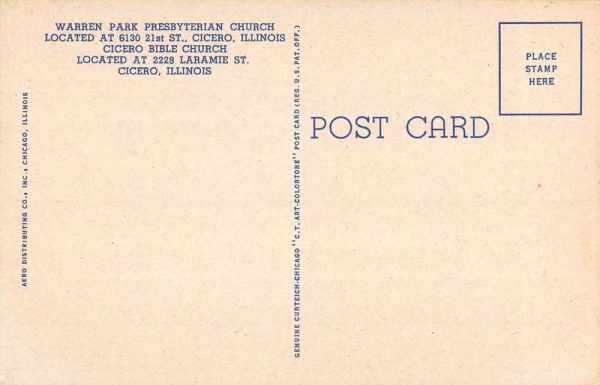 WARREN PARK PRESBYTERIAN CHURCH
LOCATED AT 6130 21st ST., CICERO, ILLINOIS
CICERO BIBLE CHURCH
LOCATED AT 2229 LARAMIE ST.
CICERO, ILLINOIS
AERO DISTRIBUTING CO., INC., CHICAGO, ILLINOIS
GENUINE CURTEICH-CHICAGO "C.T. ART-COLORTONE" POST CARD (REG. U.S. PAT. OFF.)
POST CARD
PLACE
STAMP
HERE